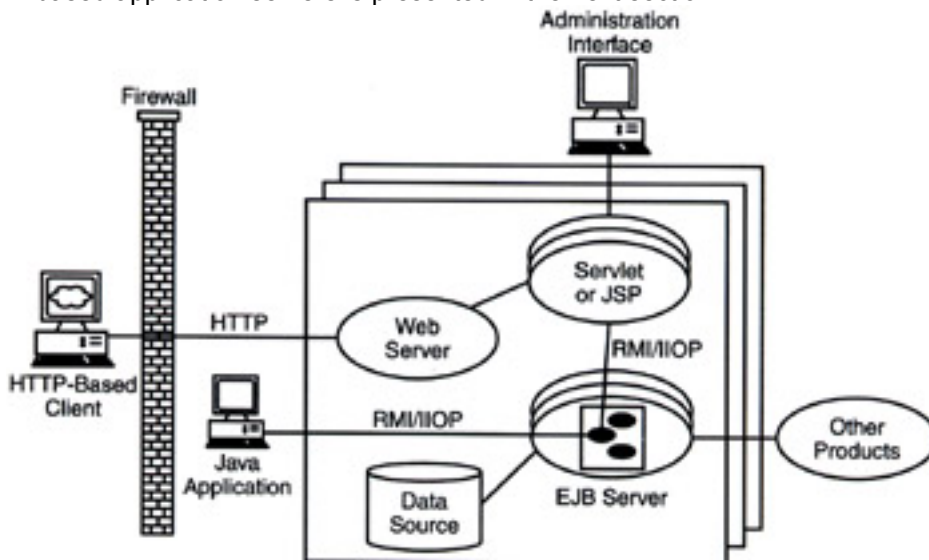 Administration
Interface
Firewall
Servlet
or JSP
HTTP
Web
Server
RMI/IIOP
HTTP-Based
Client
RMI/IIOP
Java
Application
Other
Products
Data
Source
EJB Server